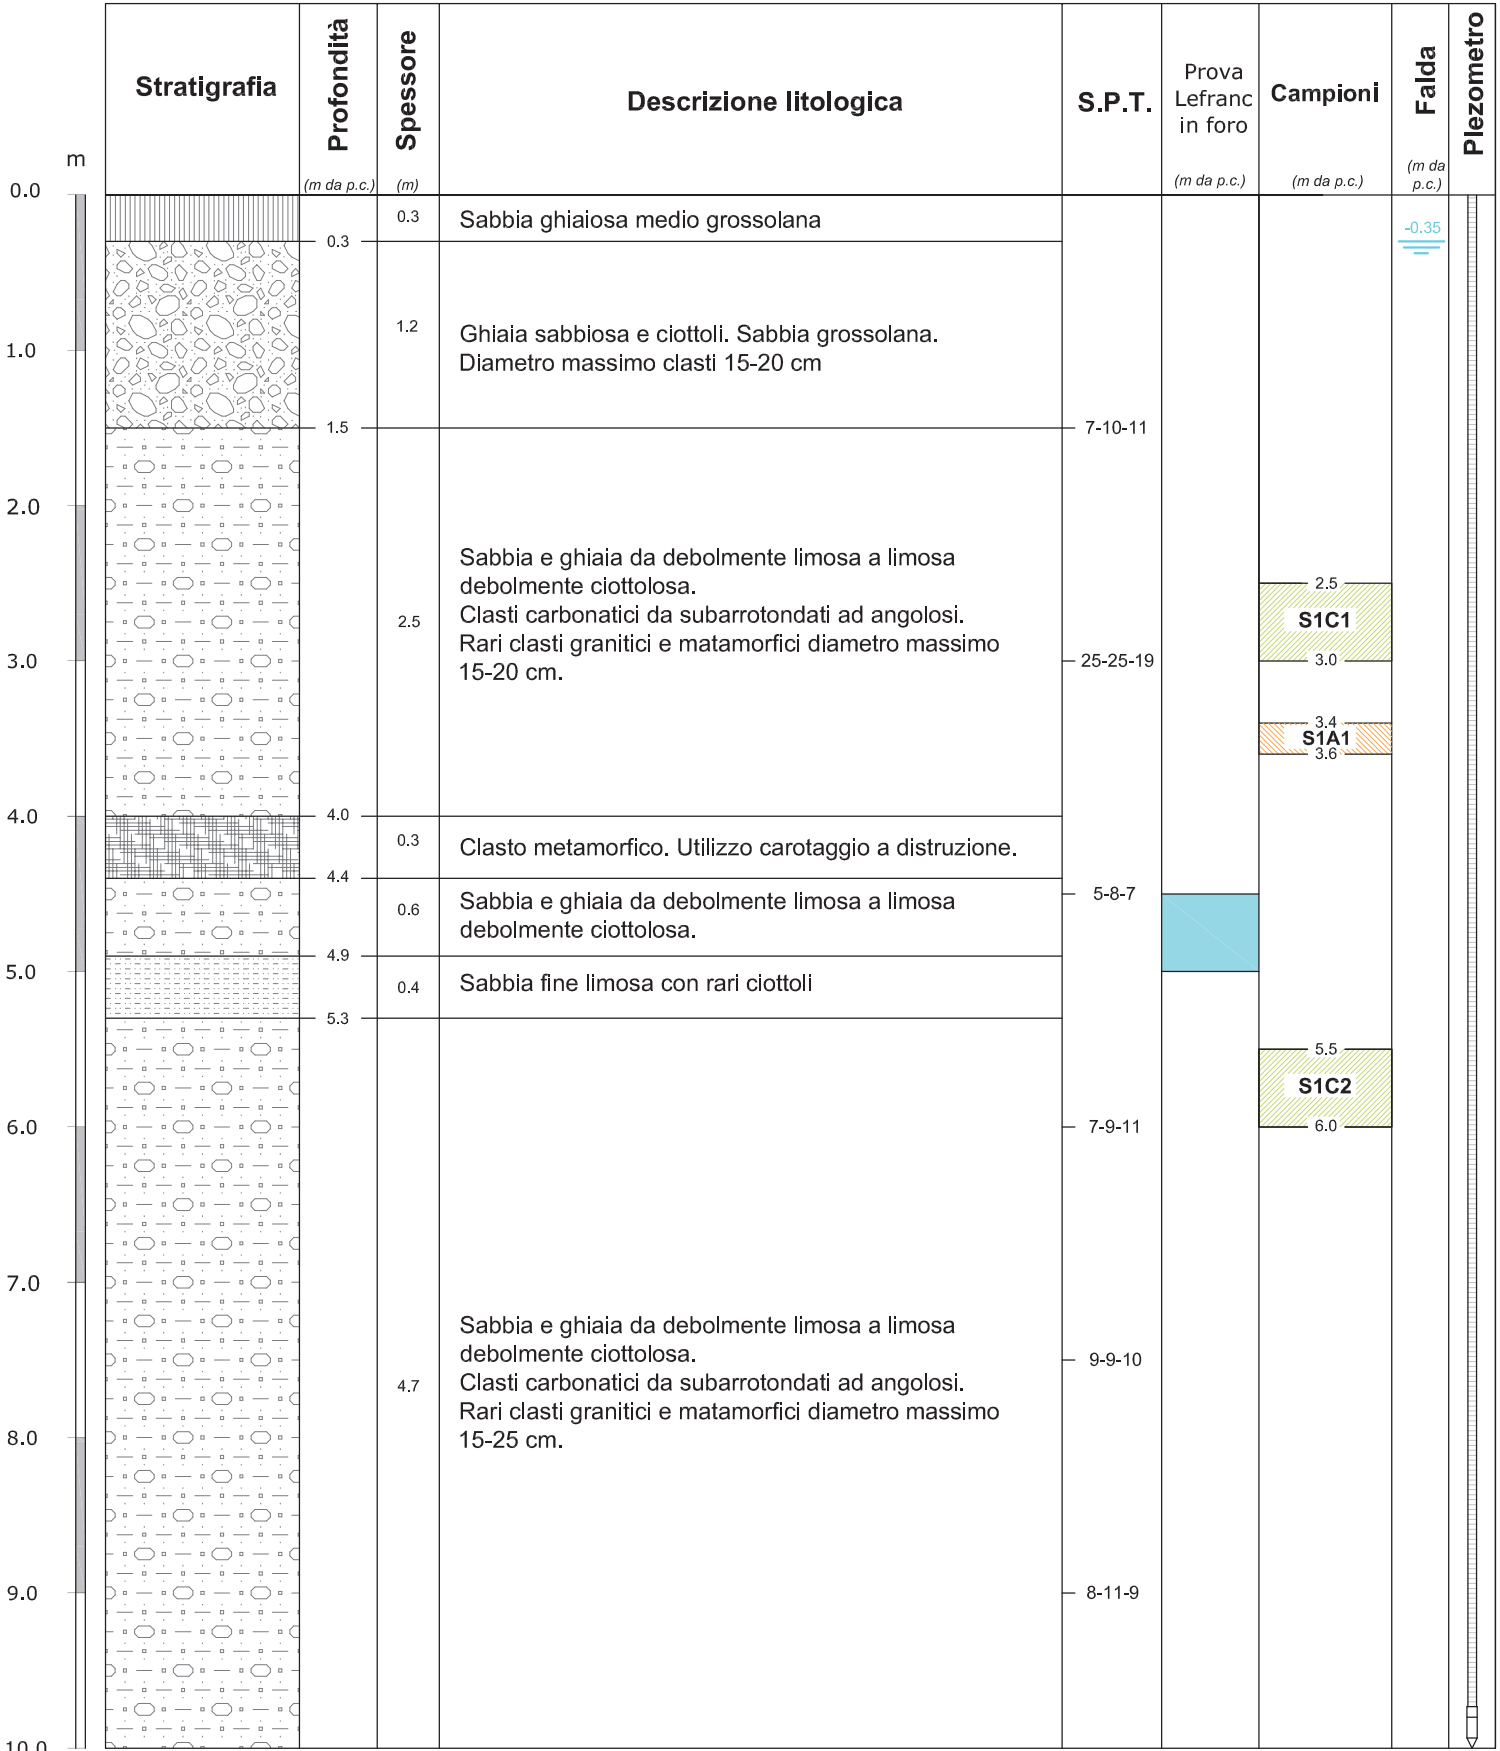 Stratigrafia
Profondità
(m da p.c.)
Spessore
(m)
Descrizione litologica
S.P.T.
Prova
Lefranc
in foro
(m da p.c.)
Campioni
(m da p.c.)
Falda
(m da
p.c.)
Piezometro
m
0.0
0.3
Sabbia ghiaiosa medio grossolana
-0.35
0.3
1.2
Ghiaia sabbiosa e ciottoli. Sabbia grossolana.
Diametro massimo clasti 15-20 cm
1.0
1.5
7-10-11
2.0
Sabbia e ghiaia da debolmente limosa a limosa
debolmente ciottolosa.
Clasti carbonatici da subarrotondati ad angolosi.
Rari clasti granitici e matamorfici diametro massimo
15-20 cm.
2.5
2.5
S1C1
3.0
3.0
25-25-19
3.4
S1A1
3.6
4.0
4.0
0.3
Clasto metamorfico. Utilizzo carotaggio a distruzione.
4.4
5-8-7
0.6
Sabbia e ghiaia da debolmente limosa a limosa
debolmente ciottolosa.
4.9
5.0
0.4
Sabbia fine limosa con rari ciottoli
5.3
5.5
S1C2
6.0
6.0
7-9-11
7.0
Sabbia e ghiaia da debolmente limosa a limosa
debolmente ciottolosa.
Clasti carbonatici da subarrotondati ad angolosi.
Rari clasti granitici e matamorfici diametro massimo
15-25 cm.
4.7
9-9-10
8.0
9.0
8-11-9
10.0